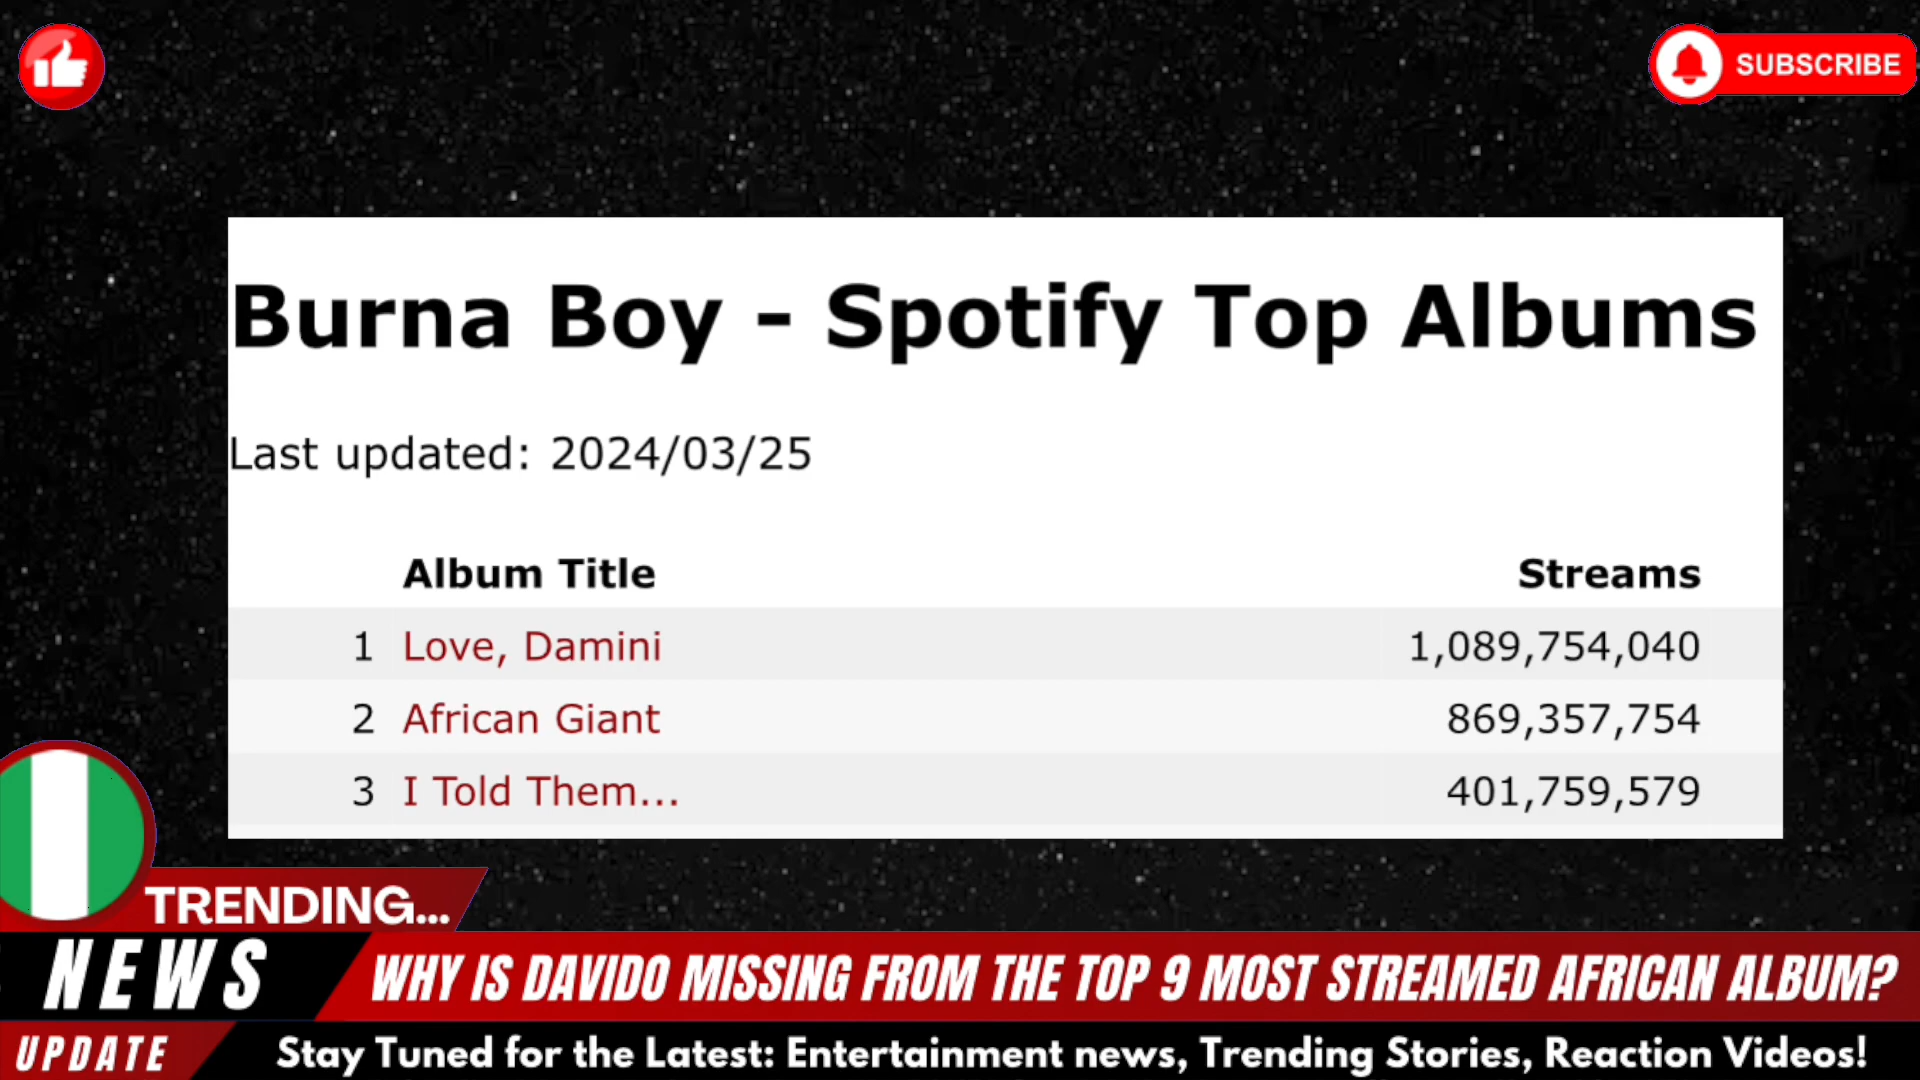 SUBSCRIBE
Burna Boy - Spotify Top Albums
Last updated: 2024/03/25
Album Title Streams
1 Love, Damini 1,089,754,040
2 African Giant 869,357,754
3 I Told Them... 401,759,579
TRENDING...
NEWS
WHY IS DAVIDO MISSING FROM THE TOP 9 MOST STREAMED AFRICAN ALBUM?
UPDATE
Stay Tuned for the Latest: Entertainment news, Trending Stories, Reaction Videos!